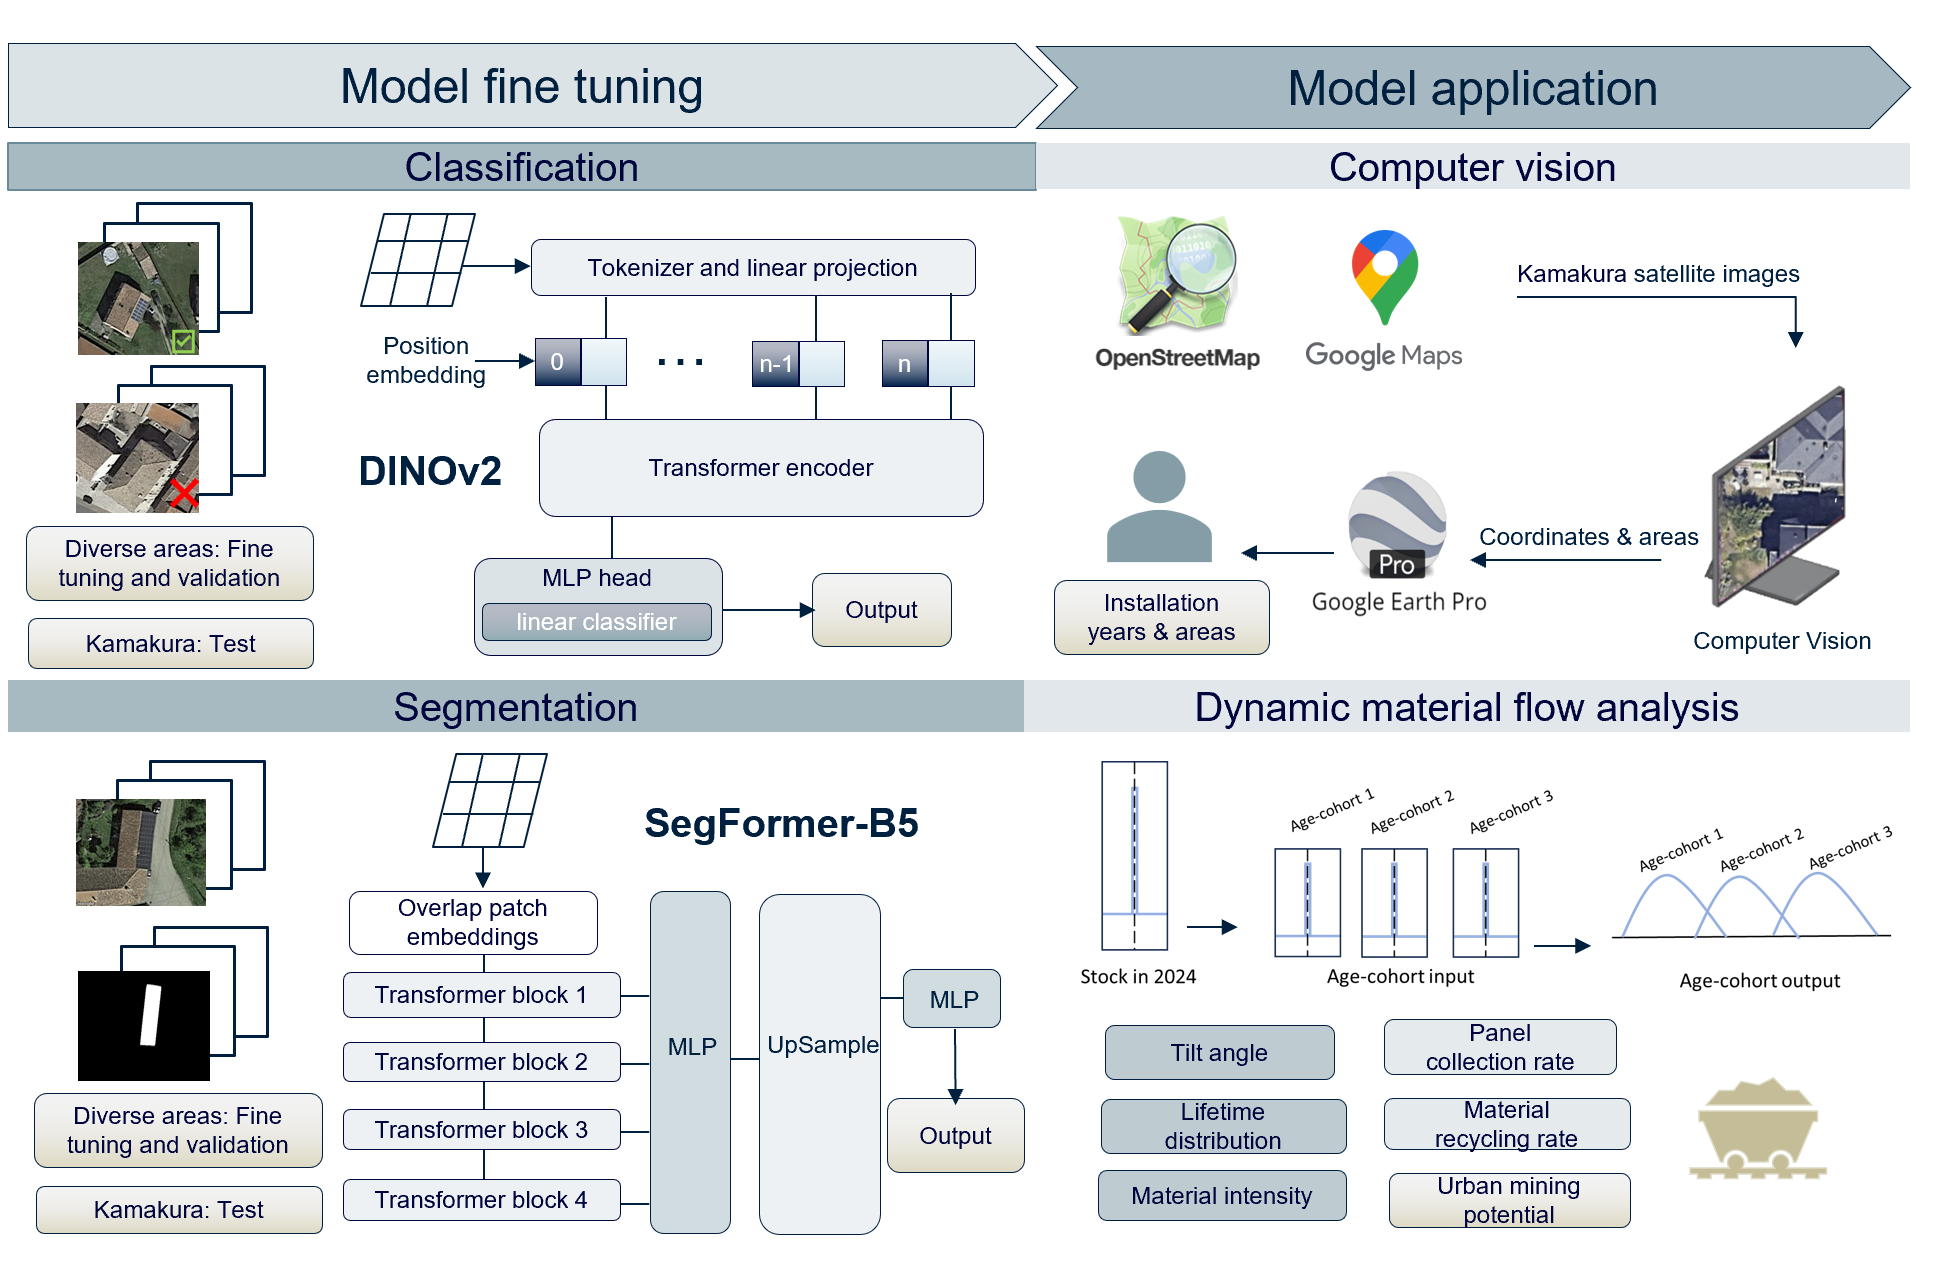 Model fine tuning
Model application
Classification
Computer vision
Tokenizer and linear projection
Position
embedding
0
...
n-1
n
DINOv2
Transformer encoder
MLP head
linear classifier
Output
Diverse areas: Fine
tuning and validation
Kamakura: Test
OpenStreetMap
Google Maps
Kamakura satellite images
Coordinates & areas
Pro
Google Earth Pro
Installation
years & areas
Computer Vision
Segmentation
Dynamic material flow analysis
SegFormer-B5
Overlap patch
embeddings
Transformer block 1
Transformer block 2
Transformer block 3
Transformer block 4
MLP
UpSample
MLP
Output
Diverse areas: Fine
tuning and validation
Kamakura: Test
Stock in 2024
Age-cohort 1
Age-cohort 2
Age-cohort 3
Age-cohort input
Age-cohort 1
Age-cohort 2
Age-cohort 3
Age-cohort output
Tilt angle
Lifetime
distribution
Material intensity
Panel
collection rate
Material
recycling rate
Urban mining
potential